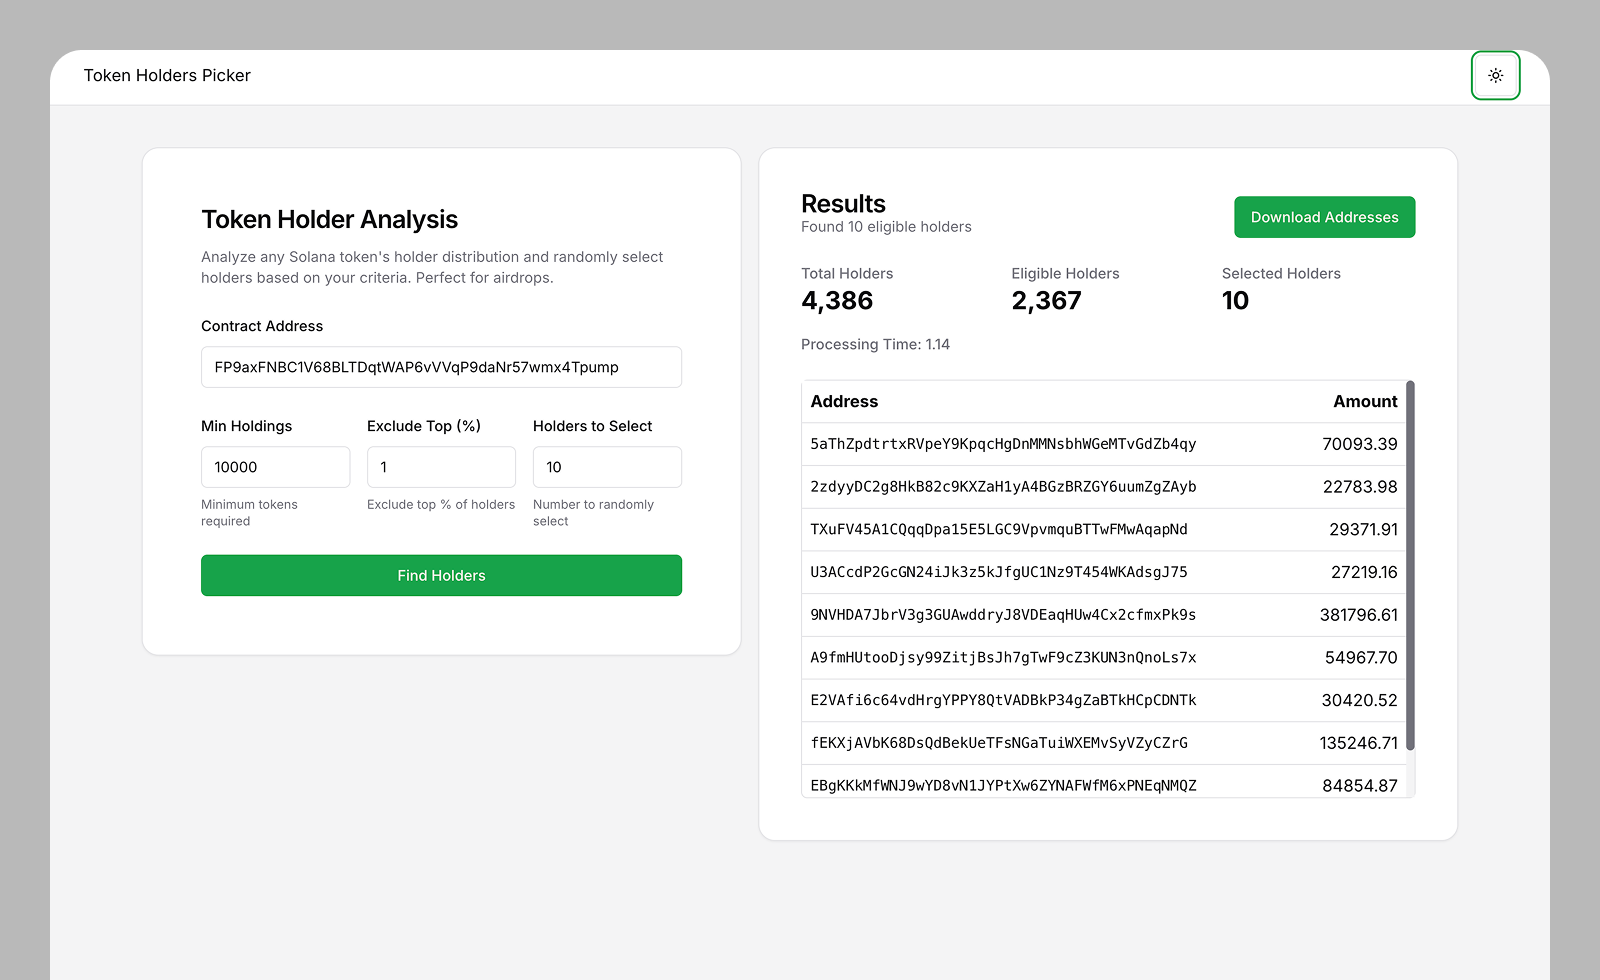 Token Holders Picker
Token Holder Analysis
Analyze any Solana token's holder distribution and randomly select
holders based on your criteria. Perfect for airdrops.
Contract Address
FP9axFNBC1V68BLTDqtWAP6vVVqP9daNr57wmx4Tpump
Min Holdings
10000
Minimum tokens
required
Exclude Top (%)
1
Exclude top % of holders
Holders to Select
10
Number to randomly
select
Find Holders
Results
Found 10 eligible holders
Download Addresses
Total Holders
4,386
Eligible Holders
2,367
Selected Holders
10
Processing Time: 1.14
Address Amount
5aThZpdtrtxRVpeY9KpqcHgDnMMNsbhWGeMTvGdZb4qy 70093.39
2zdyyDC2g8HkB82c9KXZaH1yA4BGzBRZGY6uumZgZAyb 22783.98
TXuFV45A1CQqqDpa15E5LGC9VpvmquBTTwFMwAqapNd 29371.91
U3ACcdP2GcGN24iJk3z5kJfgUC1Nz9T454WKAdsgJ75 27219.16
9NVHDA7JbrV3g3GUAwddryJ8VDEaqHUw4Cx2cfmxPk9s 381796.61
A9fmHUtooDjsy99ZitjBsJh7gTwF9cZ3KUN3nQnoLs7x 54967.70
E2VAfi6c64vdHrgYPPY8QtVADBkP34gZaBTkHCpCDNTk 30420.52
fEKXjAVbK68DsQdBekUeTFsNGaTuiWXEMvSyVZyCZrG 135246.71
EBgKKkMfWNJ9wYD8vN1JYPtXw6ZYNAFWfM6xPNEqNMQZ 84854.87